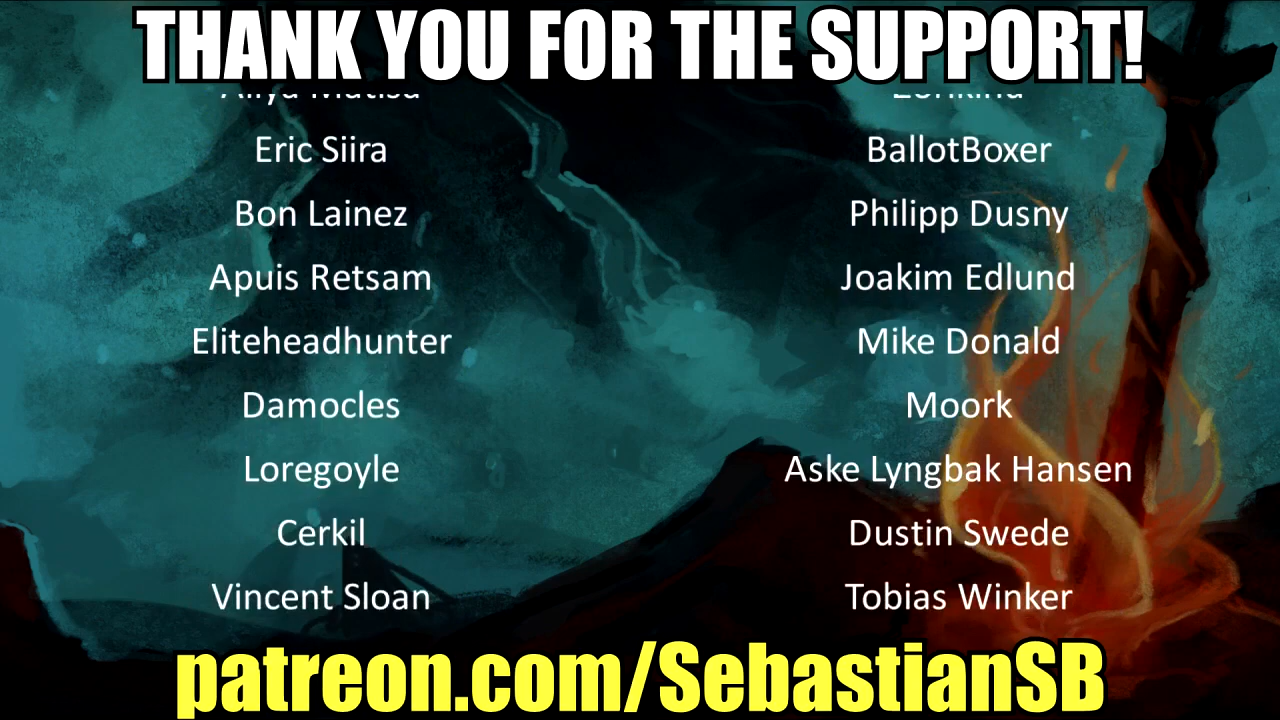 THANK YOU FOR THE SUPPORT!
Eric Siira
BallotBoxer
Bon Lainez
Philipp Dusny
Apuis Retsam
Joakim Edlund
Eliteheadhunter
Mike Donald
Damocles
Moork
Loregoyle
Aske Lyngbak Hansen
Cerkil
Dustin Swede
Vincent Sloan
Tobias Winker
patreon.com/SebastianSB